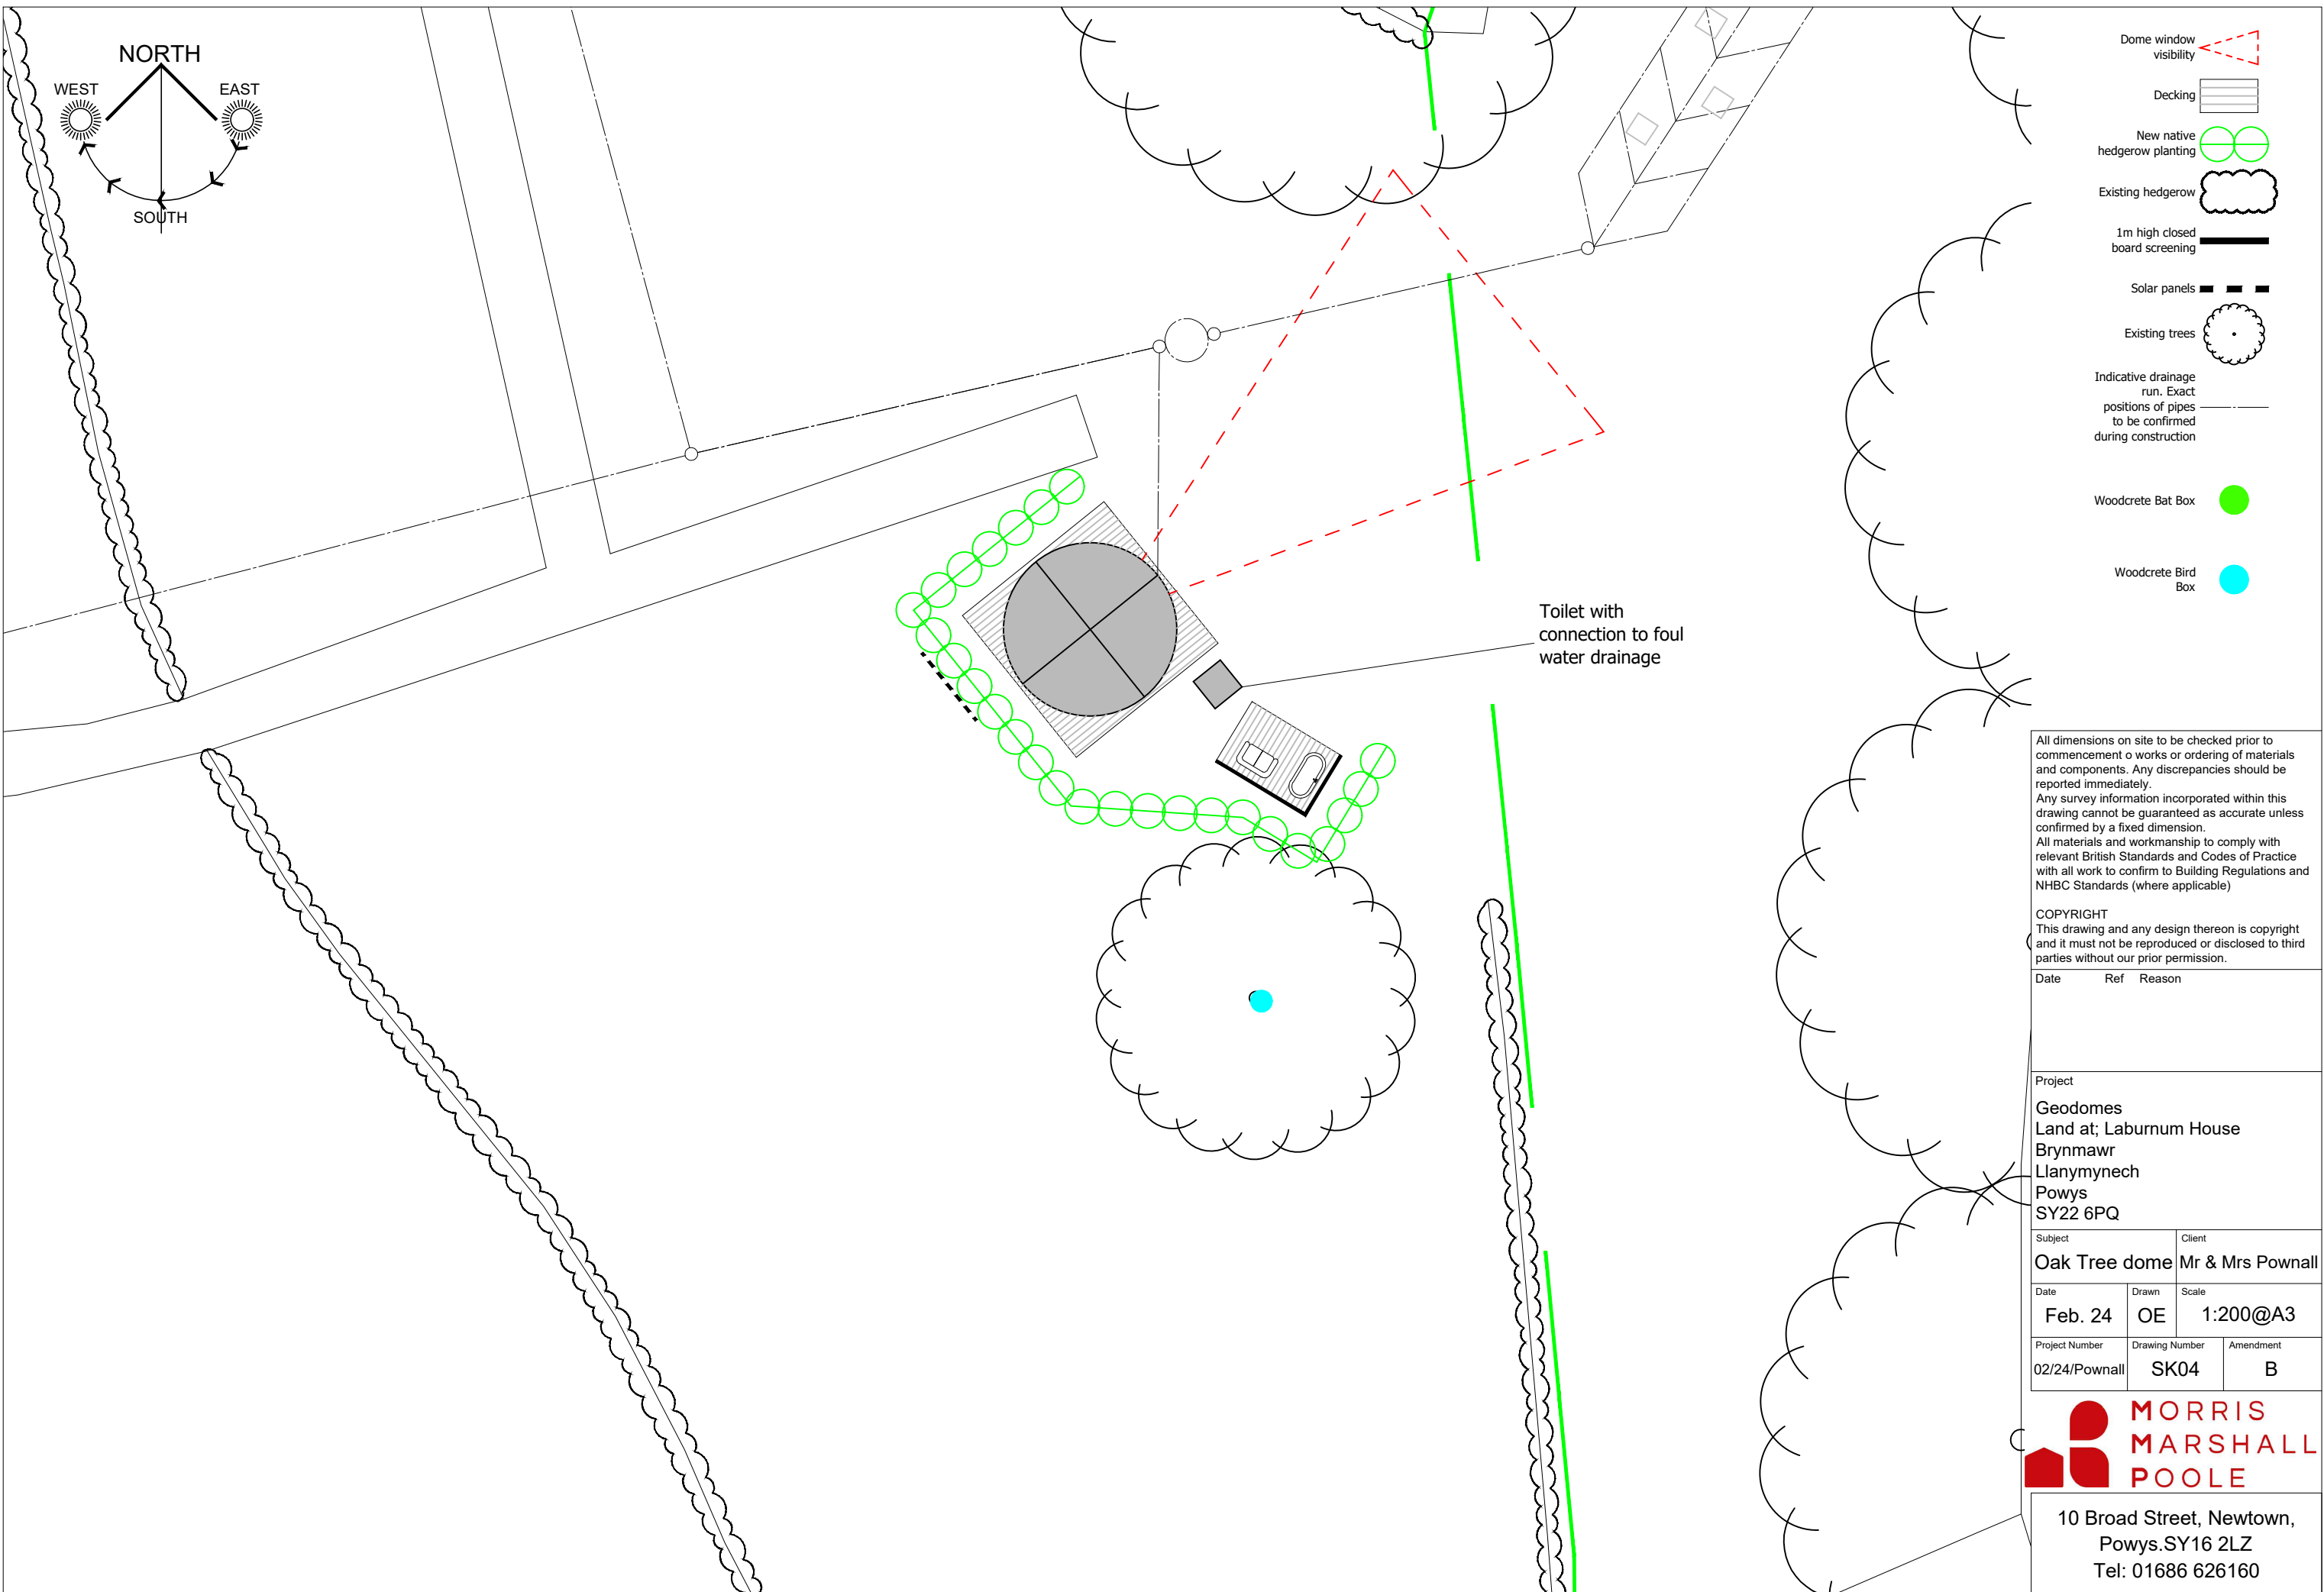 NORTH
WEST
EAST
SOUTH
Dome window
visibility
Decking
New native
hedgerow planting
Existing hedgerow
1m high closed
board screening
Solar panels
Existing trees
Indicative drainage
run. Exact
positions of pipes
to be confirmed
during construction
Woodcrete Bat Box
Woodcrete Bird
Box
Toilet with
connection to foul
water drainage
All dimensions on site to be checked prior to
commencement o works or ordering of materials
and components. Any discrepancies should be
reported immediately.
Any survey information incorporated within this
drawing cannot be guaranteed as accurate unless
confirmed by a fixed dimension.
All materials and workmanship to comply with
relevant British Standards and Codes of Practice
with all work to confirm to Building Regulations and
NHBC Standards (where applicable)
COPYRIGHT
This drawing and any design thereon is copyright
and it must not be reproduced or disclosed to third
parties without our prior permission.
Date Ref Reason
Project
Geodomes
Land at; Laburnum House
Brynmawr
Llanymynech
Powys
SY22 6PQ
Subject Client
Oak Tree dome Mr & Mrs Pownall
Date Drawn Scale
Feb. 24 OE 1:200@A3
Project Number Drawing Number Amendment
02/24/Pownall SK04 B
MORRIS
MARSHALL
POOLE
10 Broad Street, Newtown,
Powys.SY16 2LZ
Tel: 01686 626160